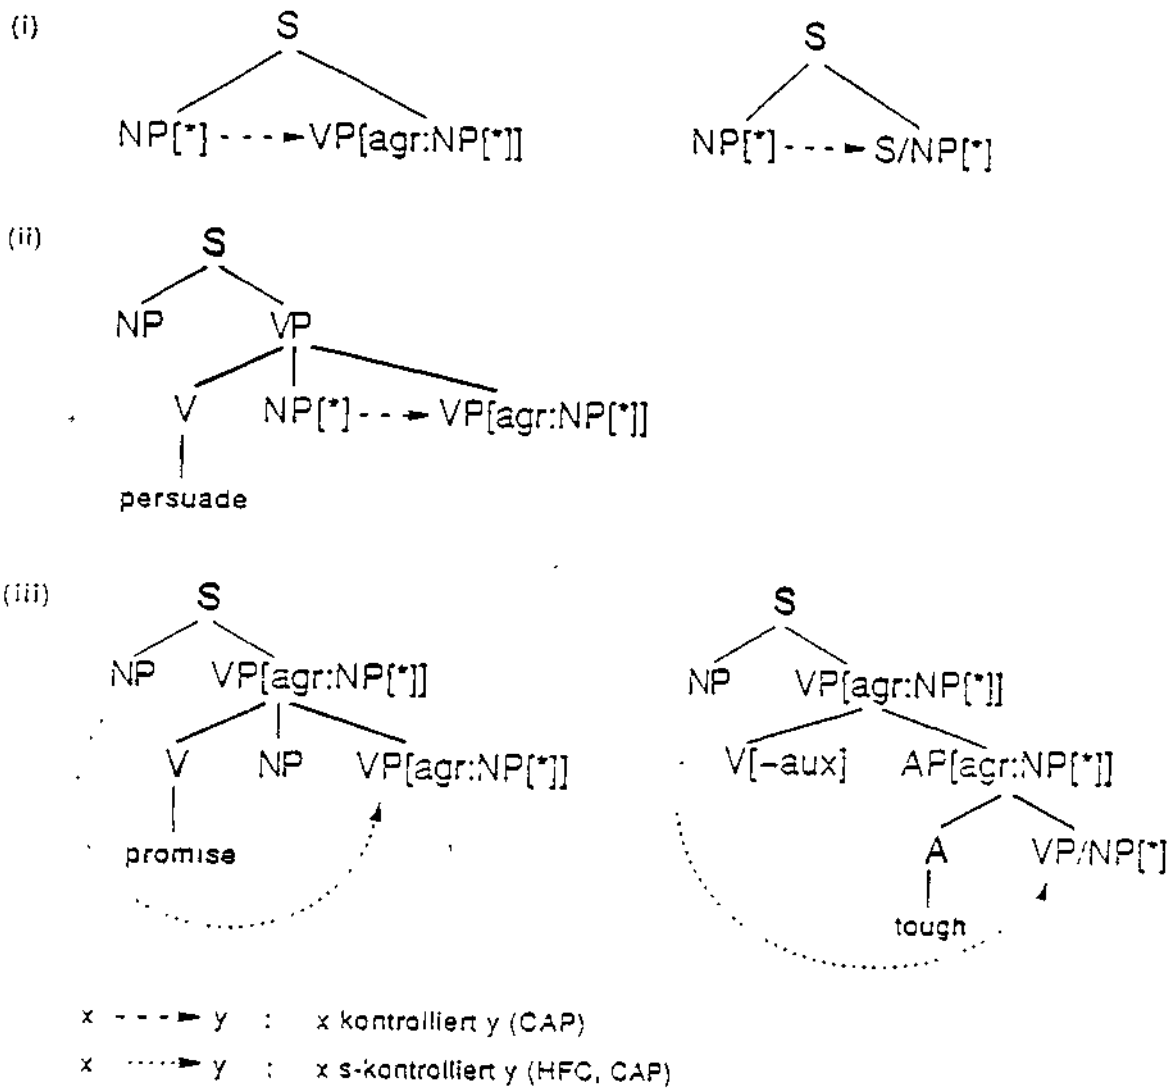 (i) S S
NP[*] VP[agr:NP[*]] NP[*] S/NP[*]
(ii) S
NP VP
V NP[*] VP[agr:NP[*]]
persuade
(iii) S S
NP VP[agr:NP[*]] NP VP[agr:NP[*]]
V NP VP[agr:NP[*]] V[-aux] AP[agr:NP[*]]
promise A VP/NP[*]
tough
x y : x kontrolliert y (CAP)
x y : x s-kontrolliert y (HFC, CAP)